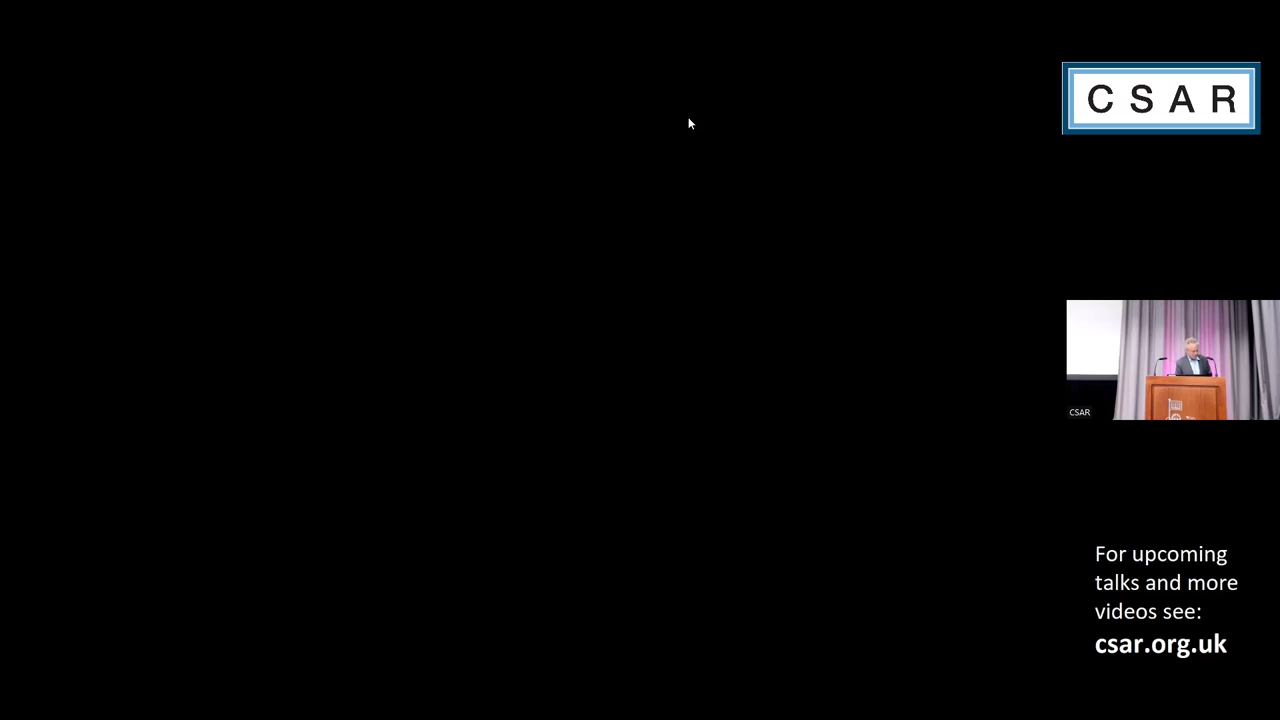 CSAR
CSAR
For upcoming
talks and more
videos see:
csar.org.uk